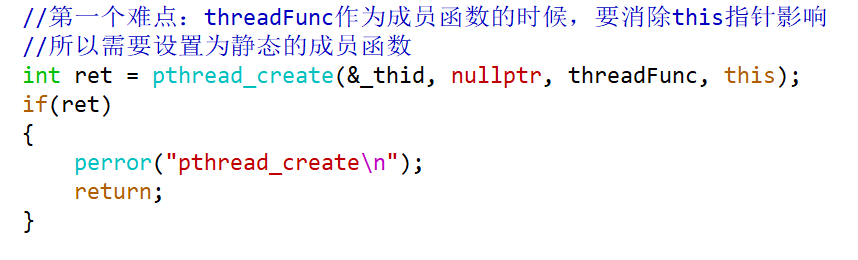 //第一个难点：threadFunc作为成员函数的时候，要消除this指针影响
//所以需要设置为静态的成员函数
int ret = pthread_create(&_thid, nullptr, threadFunc, this);
if(ret)
{
    perror("pthread_create\n");
    return;
}